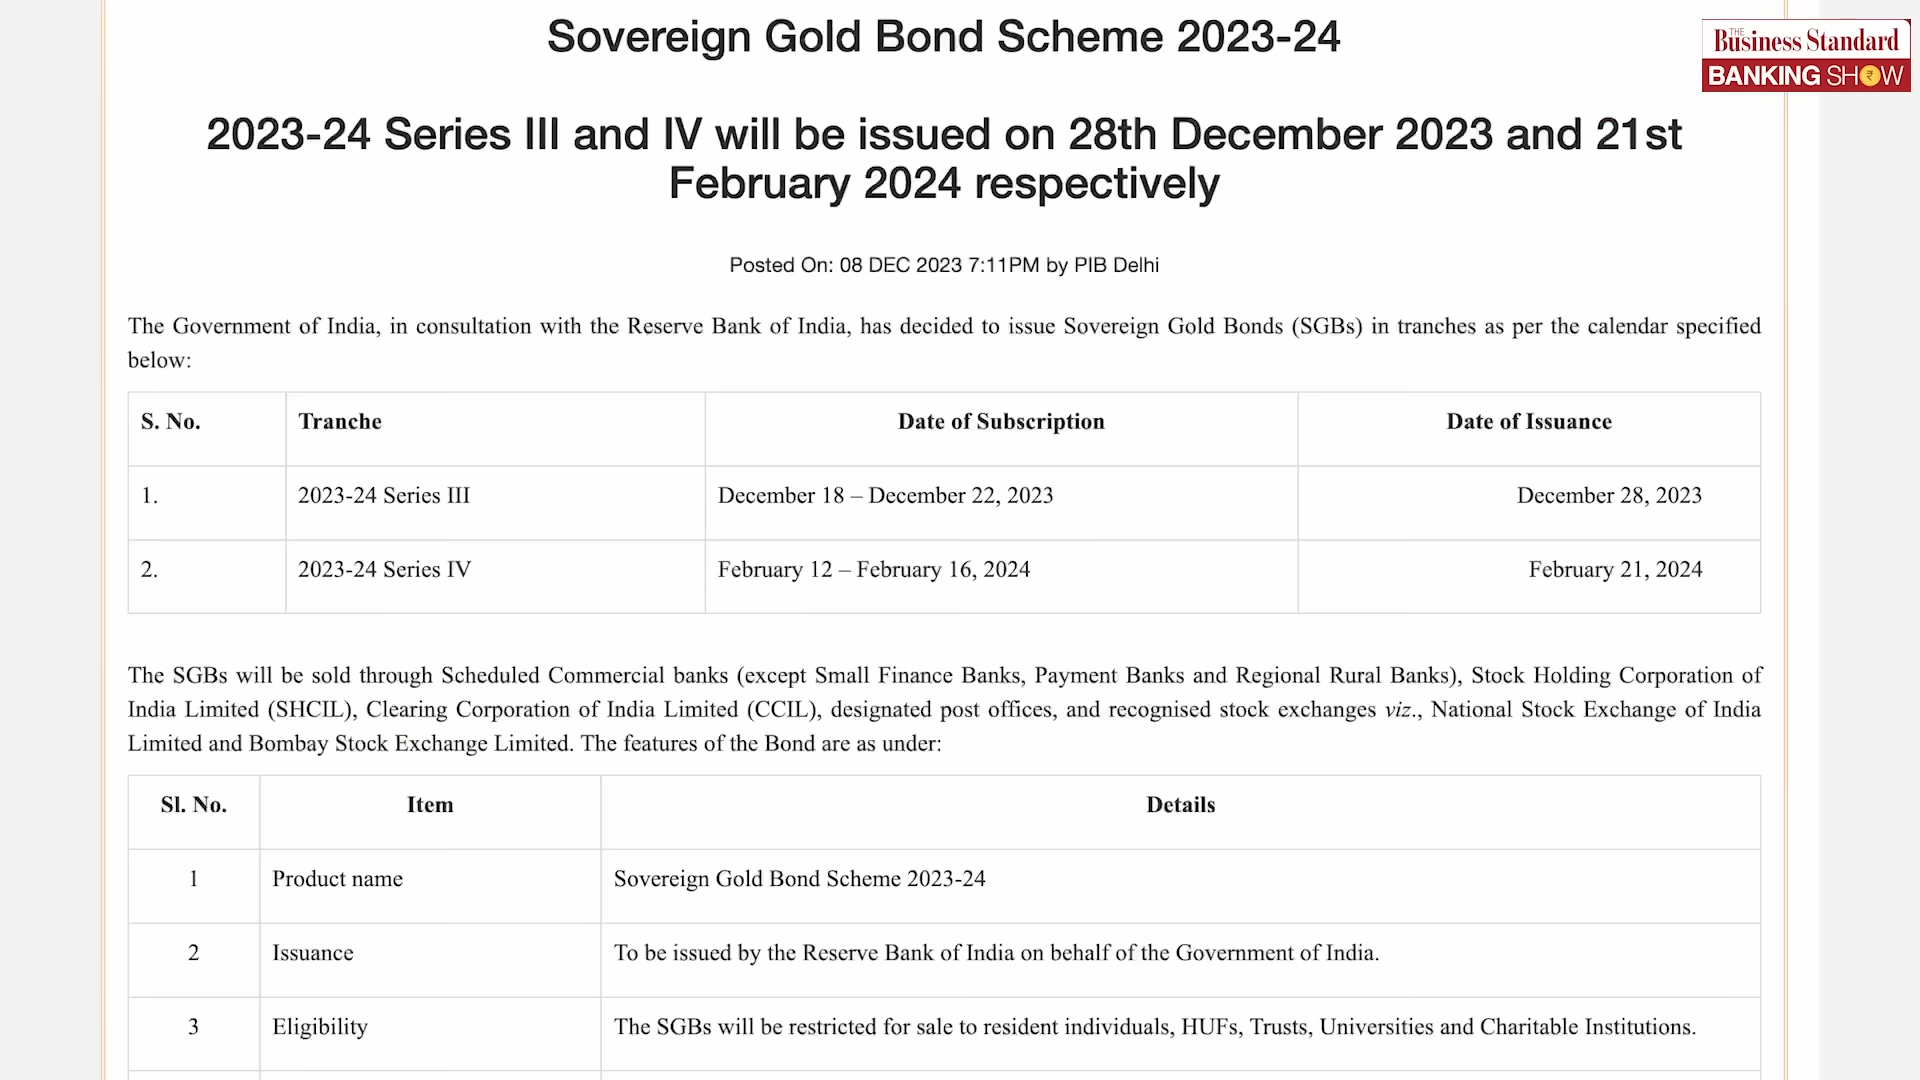 Sovereign Gold Bond Scheme 2023-24
THE
Business Standard
BANKING SH₹W
2023-24 Series III and IV will be issued on 28th December 2023 and 21st
February 2024 respectively
Posted On: 08 DEC 2023 7:11PM by PIB Delhi
The Government of India, in consultation with the Reserve Bank of India, has decided to issue Sovereign Gold Bonds (SGBs) in tranches as per the calendar specified
below:
S. No. Tranche Date of Subscription Date of Issuance
1. 2023-24 Series III December 18 – December 22, 2023 December 28, 2023
2. 2023-24 Series IV February 12 – February 16, 2024 February 21, 2024
The SGBs will be sold through Scheduled Commercial banks (except Small Finance Banks, Payment Banks and Regional Rural Banks), Stock Holding Corporation of
India Limited (SHCIL), Clearing Corporation of India Limited (CCIL), designated post offices, and recognised stock exchanges viz., National Stock Exchange of India
Limited and Bombay Stock Exchange Limited. The features of the Bond are as under:
Sl. No. Item Details
1 Product name Sovereign Gold Bond Scheme 2023-24
2 Issuance To be issued by the Reserve Bank of India on behalf of the Government of India.
3 Eligibility The SGBs will be restricted for sale to resident individuals, HUFs, Trusts, Universities and Charitable Institutions.